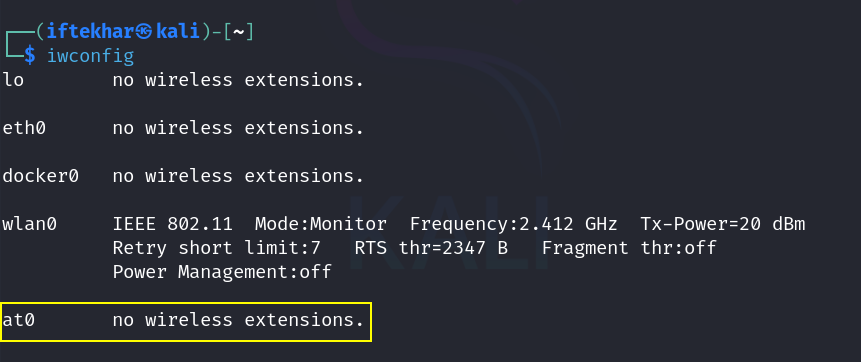 ┌──(iftekhar㉿kali)-[~]
└─$ iwconfig
lo        no wireless extensions.
eth0      no wireless extensions.
docker0   no wireless extensions.
wlan0     IEEE 802.11  Mode:Monitor  Frequency:2.412 GHz  Tx-Power=20 dBm
          Retry short limit:7   RTS thr=2347 B   Fragment thr:off
          Power Management:off
at0       no wireless extensions.
KALI